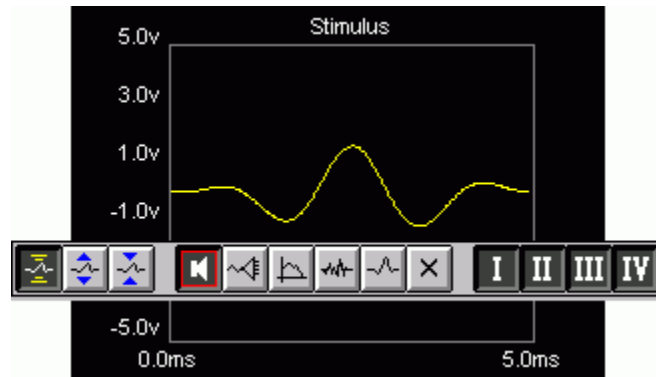 Stimulus
5.0v
3.0v
1.0v
-1.0v
I II III IV
-5.0v
0.0ms 5.0ms